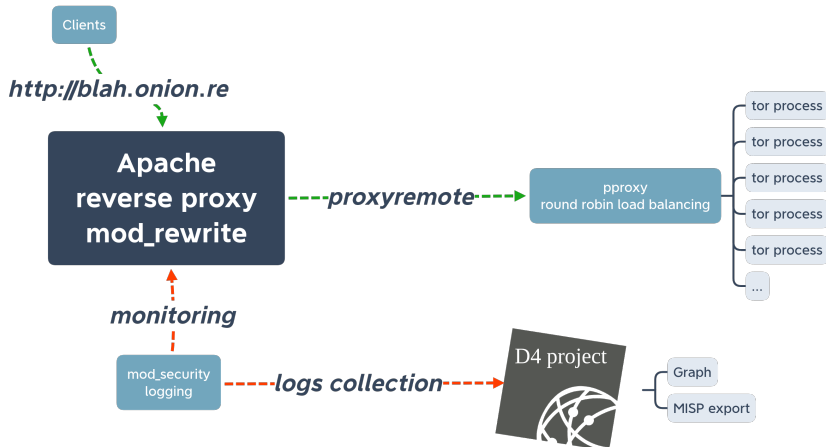 Clients
http://blah.onion.re
Apache
reverse proxy
mod_rewrite
proxyremote
pproxy
round robin load balancing
tor process
tor process
tor process
tor process
tor process
...
monitoring
mod_security
logging
logs collection
D4 project
Graph
MISP export